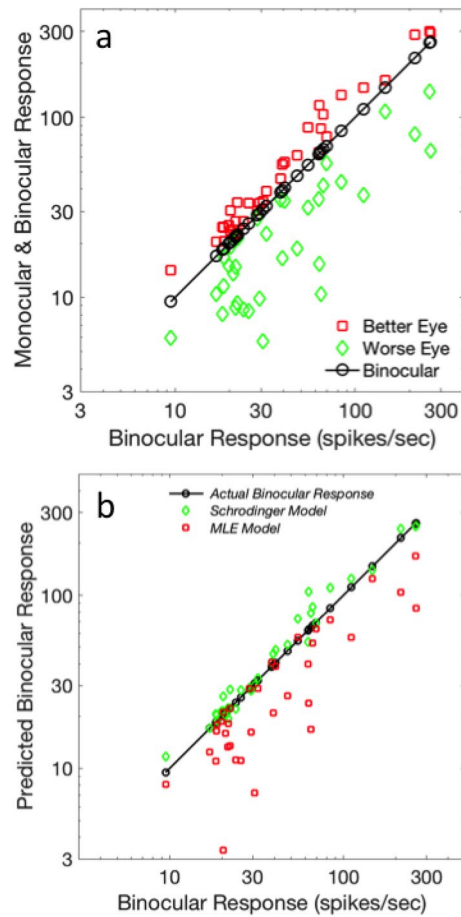 a
300
100
30
10
3
Monocular & Binocular Response
Better Eye
Worse Eye
Binocular
3 10 30 100 300
Binocular Response (spikes/sec)
b
Actual Binocular Response
Schrodinger Model
MLE Model
300
100
30
10
3
Predicted Binocular Response
10 30 100 300
Binocular Response (spikes/sec)